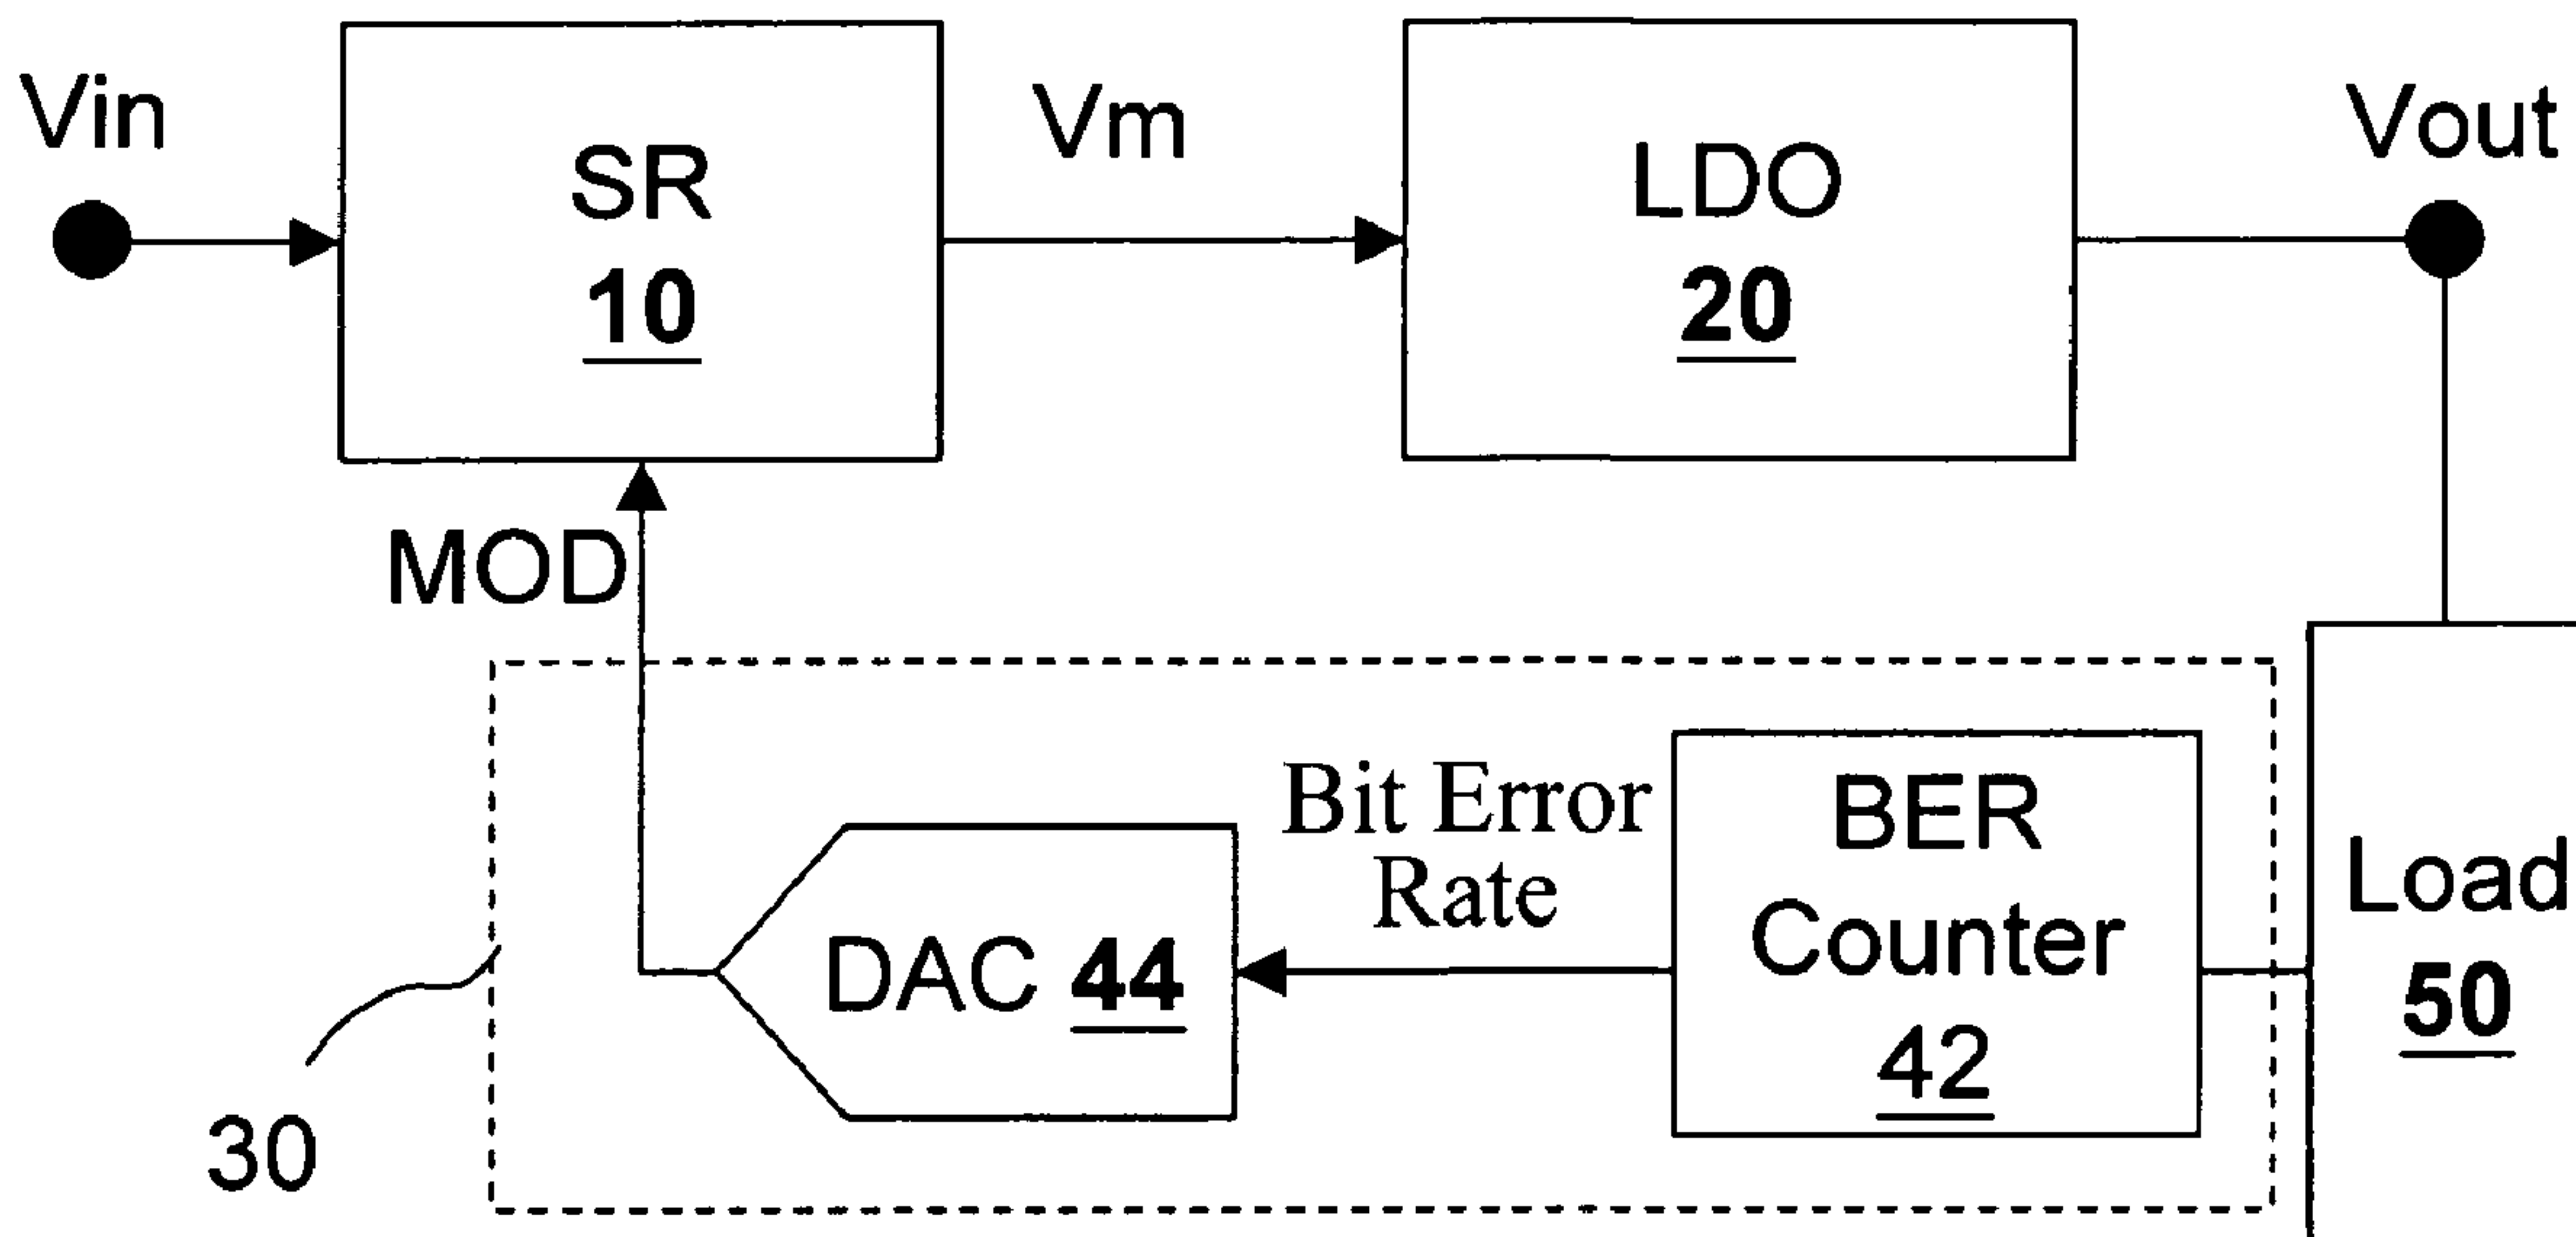 Vin
SR
10
Vm
LDO
20
Vout
MOD
Bit Error
Rate
BER
Counter
42
DAC 44
Load
50
30